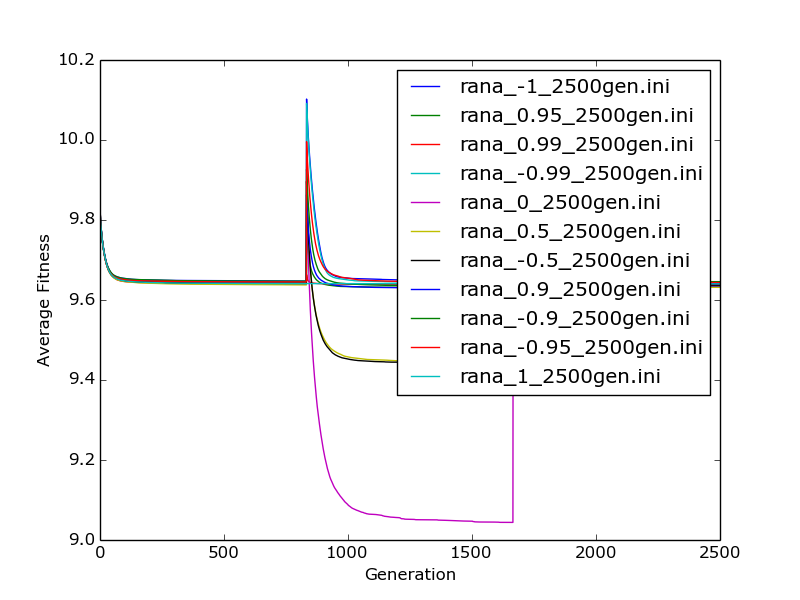 10.2
10.0
9.8
9.6
9.4
9.2
9.0
Average Fitness
rana_-1_2500gen.ini
rana_0.95_2500gen.ini
rana_0.99_2500gen.ini
rana_-0.99_2500gen.ini
rana_0_2500gen.ini
rana_0.5_2500gen.ini
rana_-0.5_2500gen.ini
rana_0.9_2500gen.ini
rana_-0.9_2500gen.ini
rana_-0.95_2500gen.ini
rana_1_2500gen.ini
0 500 1000 1500 2000 2500
Generation